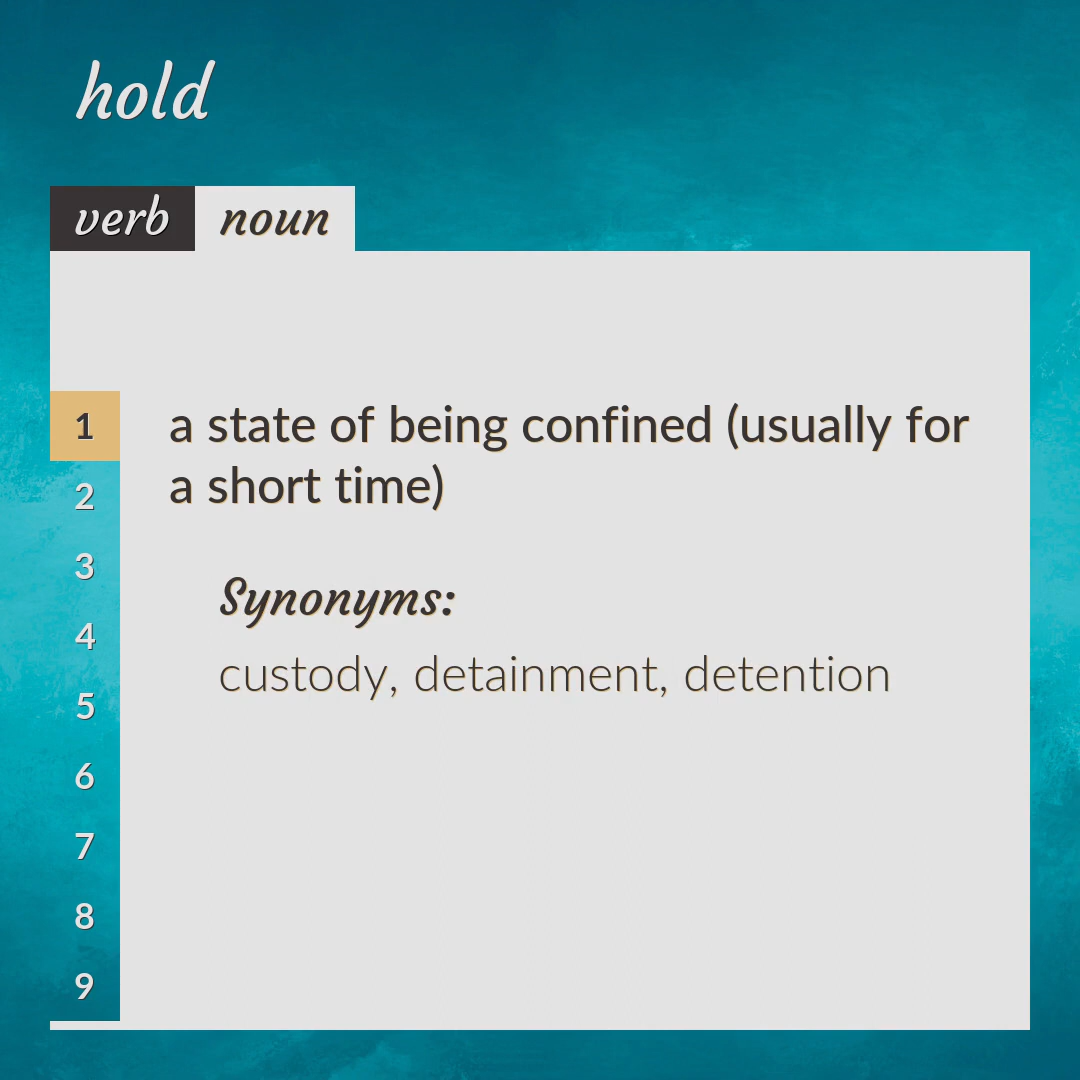 hold
verb noun
1
a state of being confined (usually for
a short time)
2
3
Synonyms:
4
custody, detainment, detention
5
6
7
8
9